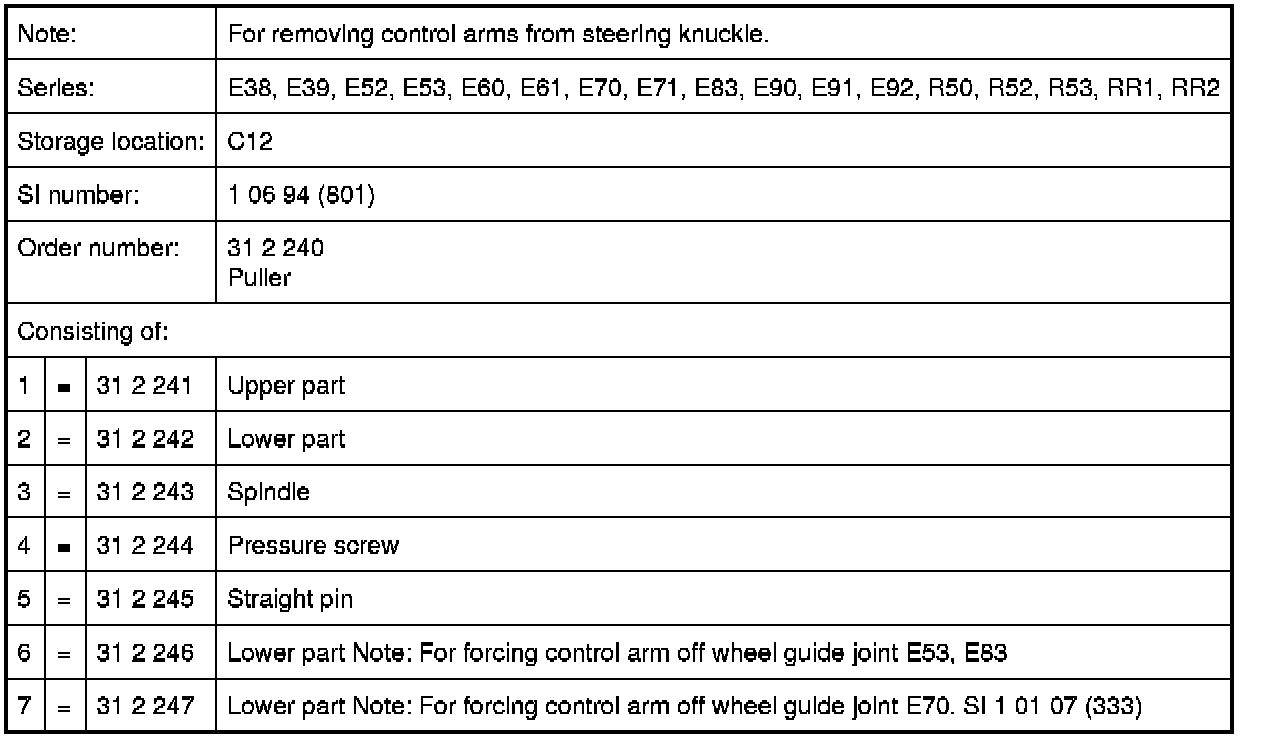 Note: For removing control arms from steering knuckle.
Series: E38, E39, E52, E53, E60, E61, E70, E71, E83, E90, E91, E92, R50, R52, R53, RR1, RR2
Storage location: C12
SI number: 1 06 94 (801)
Order number: 31 2 240
Puller
Consisting of:
1 = 31 2 241 Upper part
2 = 31 2 242 Lower part
3 = 31 2 243 Spindle
4 = 31 2 244 Pressure screw
5 = 31 2 245 Straight pin
6 = 31 2 246 Lower part Note: For forcing control arm off wheel guide joint E53, E83
7 = 31 2 247 Lower part Note: For forcing control arm off wheel guide joint E70. SI 1 01 07 (333)